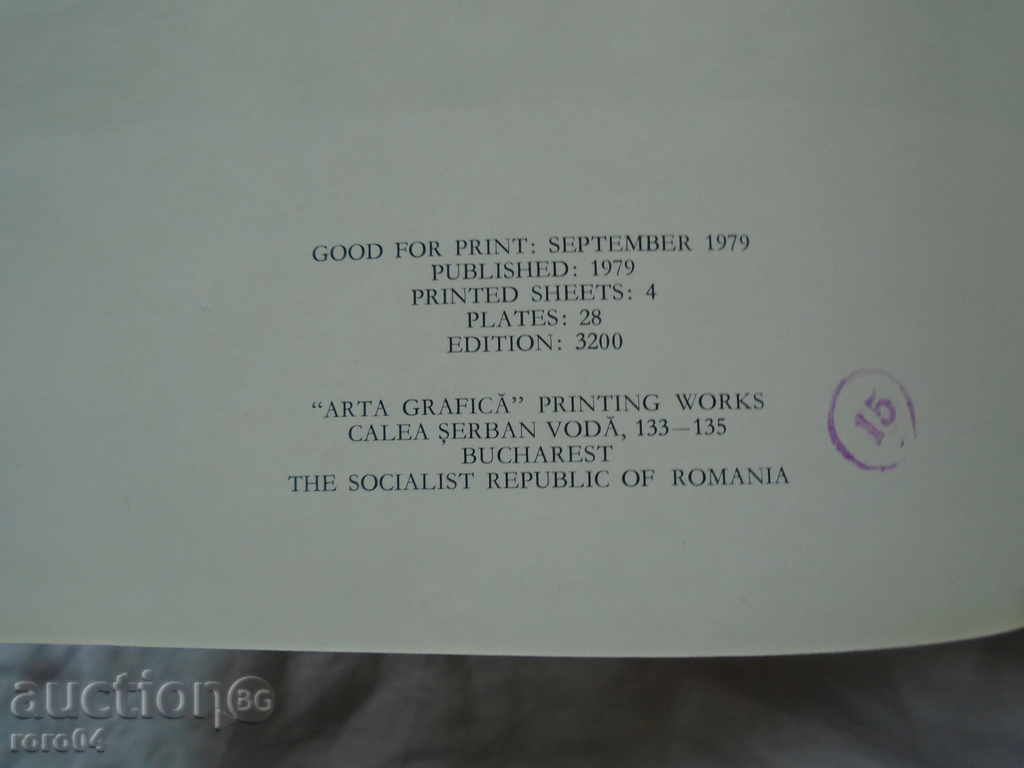 GOOD FOR PRINT: SEPTEMBER 1979
PUBLISHED: 1979
PRINTED SHEETS: 4
PLATES: 28
EDITION: 3200
“ARTA GRAFICĂ” PRINTING WORKS
CALEA ŞERBAN VODĂ, 133—135
BUCHAREST
THE SOCIALIST REPUBLIC OF ROMANIA
15
auction BG
roro04